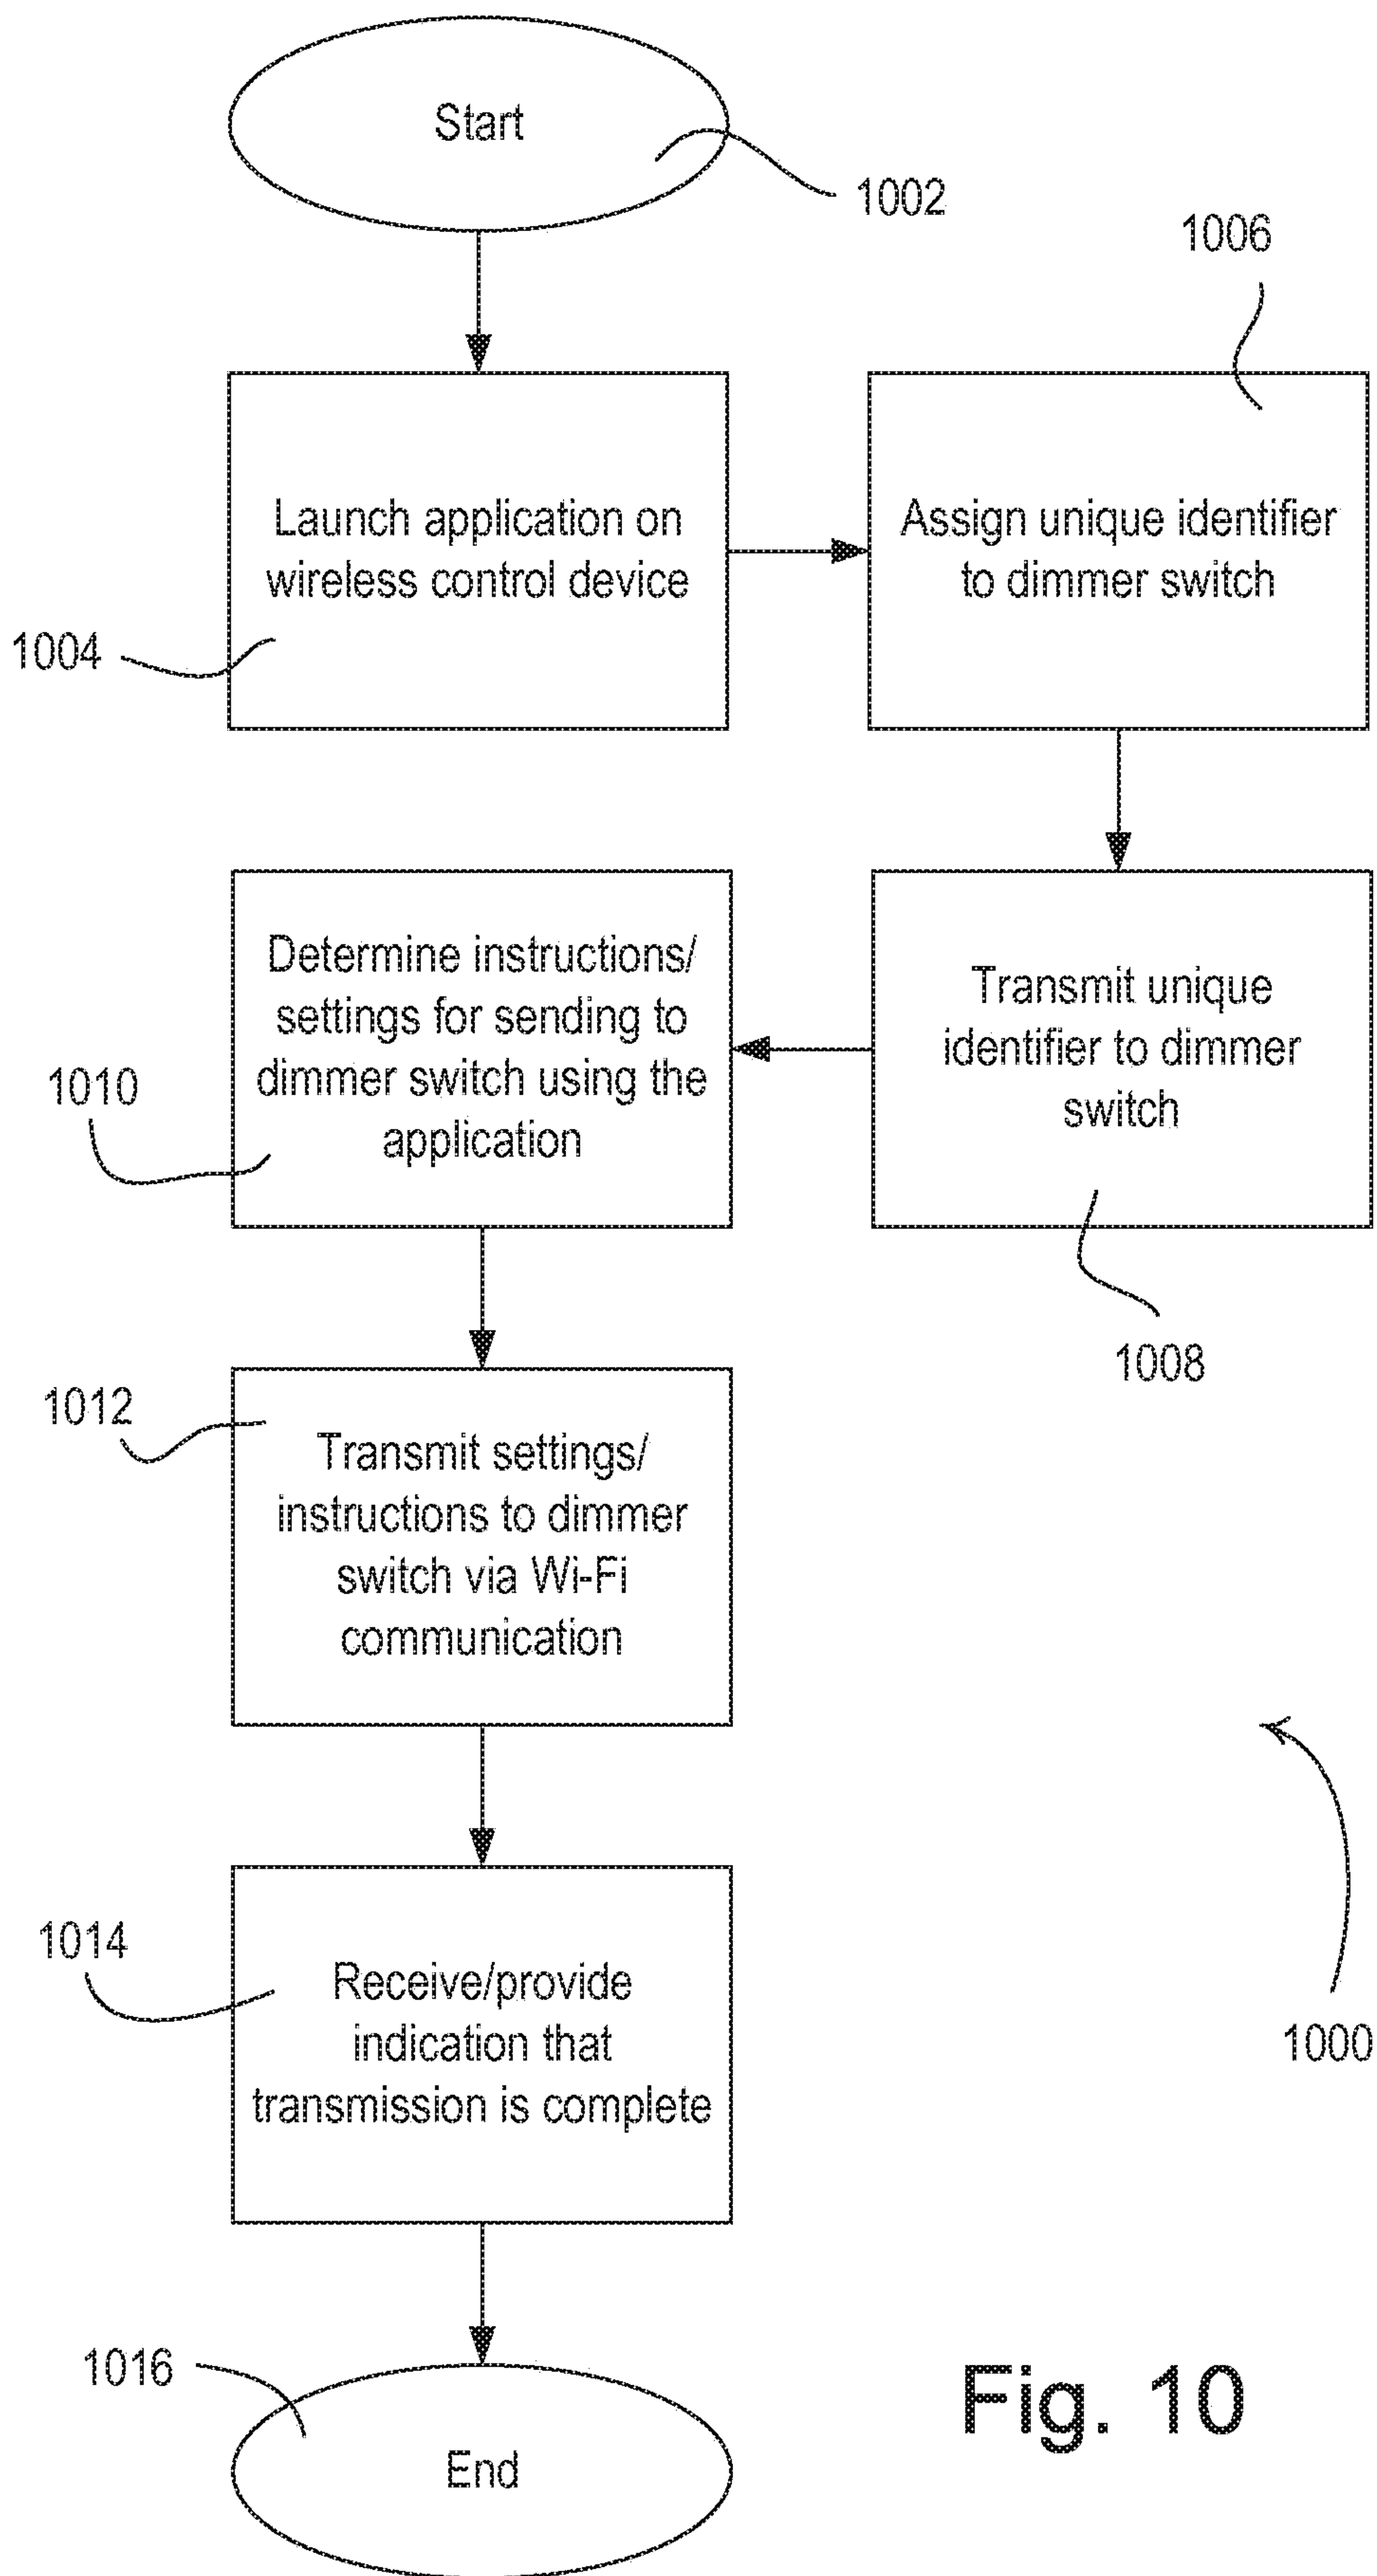 Start
1002
1006
Launch application on
wireless control device
1004
Assign unique identifier
to dimmer switch
Transmit unique
identifier to dimmer
switch
1008
Determine instructions/
settings for sending to
dimmer switch using the
application
1010
1012
Transmit settings/
instructions to dimmer
switch via Wi-Fi
communication
1014
Receive/provide
indication that
transmission is complete
1000
1016
End
Fig. 10